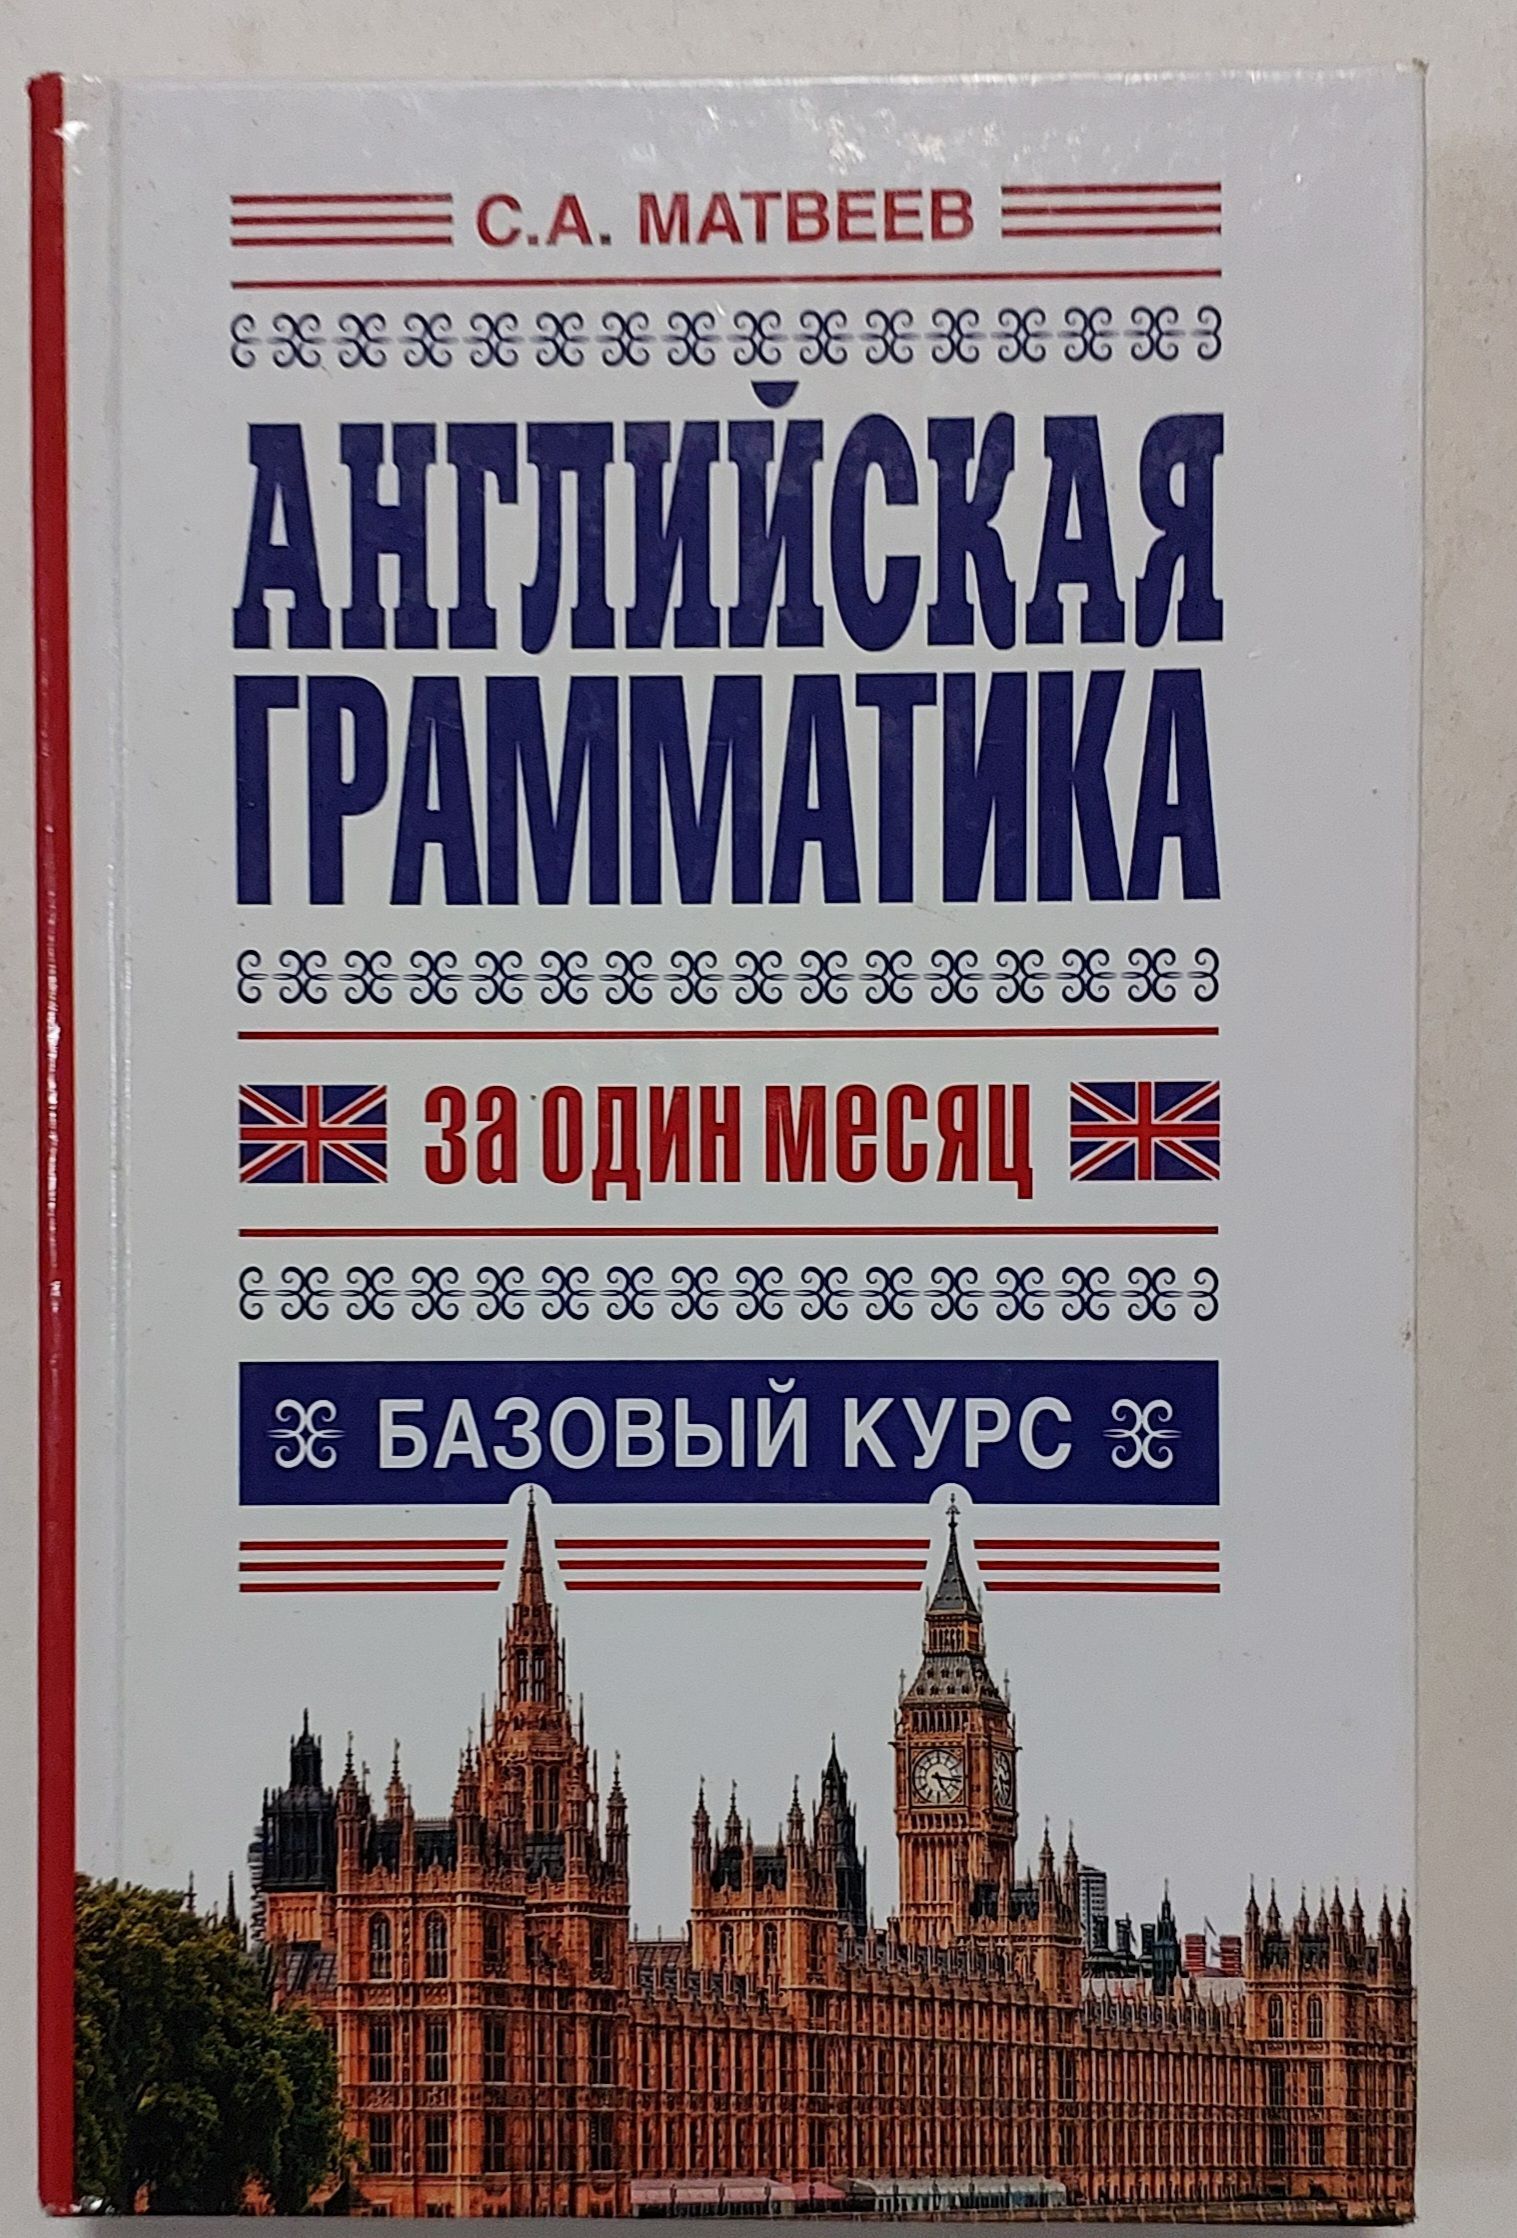 С.А. МАТВЕЕВ
АНГЛИЙСКАЯ
ГРАММАТИКА
за один месяц
БАЗОВЫЙ КУРС